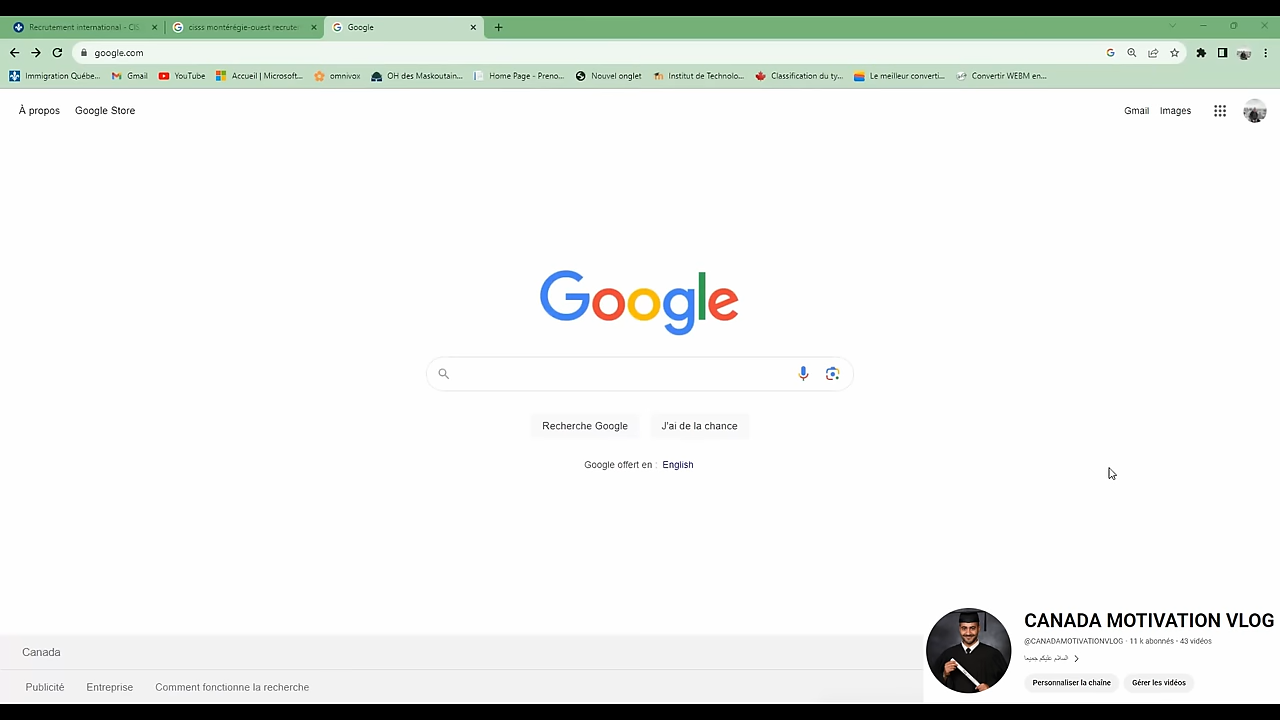 Recrutement international - CIS
cisss montérégie-ouest recrute
Google
google.com
Immigration Québe... Gmail YouTube Accueil | Microsoft... omnivox OH des Maskoutain... Home Page - Preno... Nouvel onglet Institut de Technolo... Classification du ty... Le meilleur converti... Convertir WEBM en...
À propos Google Store Gmail Images
Google
Recherche Google J'ai de la chance
Google offert en : English
CANADA MOTIVATION VLOG
@CANADAMOTIVATIONVLOG · 11 k abonnés · 43 vidéos
السلام عليكم جميعا
Personnaliser la chaîne Gérer les vidéos
Canada
Publicité Entreprise Comment fonctionne la recherche